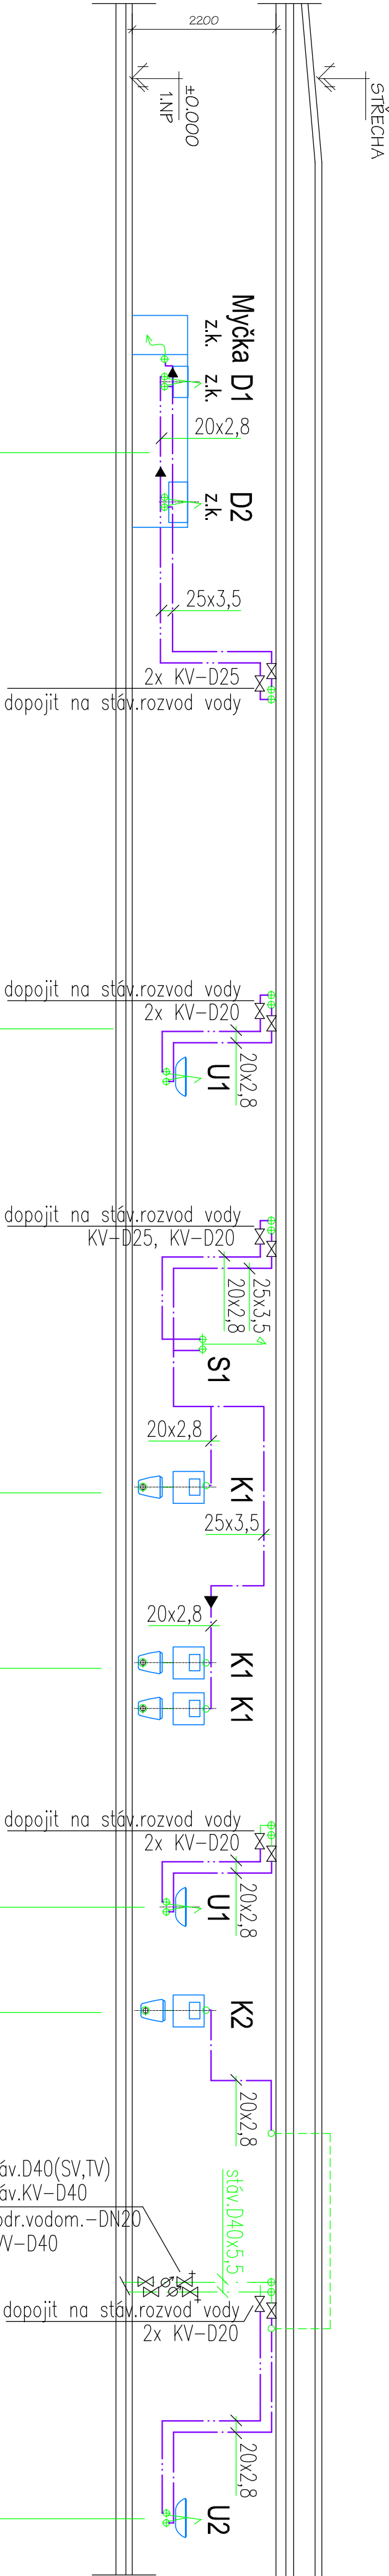 2200
STŘECHA
±0.000
1.NP
Myčka D1
z.k. z.k.
D2
z.k.
20x2,8
25x3,5
2x KV-D25
dopojit na stáv.rozvod vody
dopojit na stáv.rozvod vody
2x KV-D20
20x2,8
U1
dopojit na stáv.rozvod vody
KV-D25, KV-D20
25x3,5
20x2,8
S1
20x2,8
K1
25x3,5
20x2,8
K1
K1
dopojit na stáv.rozvod vody
2x KV-D20
20x2,8
U1
K2
20x2,8
áv.D40(SV,TV)
áv.KV-D40
odr.vodom.-DN20
VV-D40
stáv.D40x5,5
dopojit na stáv.rozvod vody
2x KV-D20
20x2,8
U2